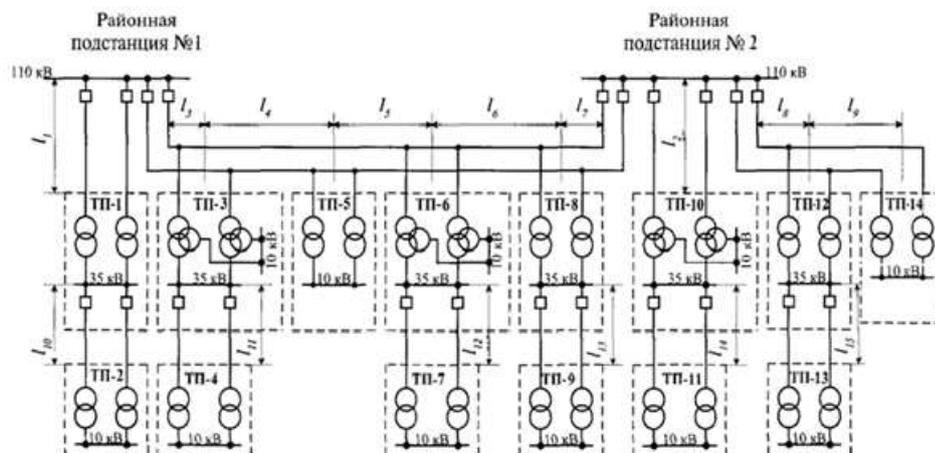 Районная
подстанция №1
Районная
подстанция № 2
110 кВ
110 кВ
l3
l4
l5
l6
l7
l8
l9
l1
l2
ТП-1
ТП-3
ТП-5
ТП-6
ТП-8
ТП-10
ТП-12
ТП-14
10 кВ
10 кВ
10 кВ
35 кВ
35 кВ
10 кВ
35 кВ
35 кВ
35 кВ
35 кВ
10 кВ
l10
l11
l12
l13
l14
l15
ТП-2
ТП-4
ТП-7
ТП-9
ТП-11
ТП-13
10 кВ
10 кВ
10 кВ
10 кВ
10 кВ
10 кВ